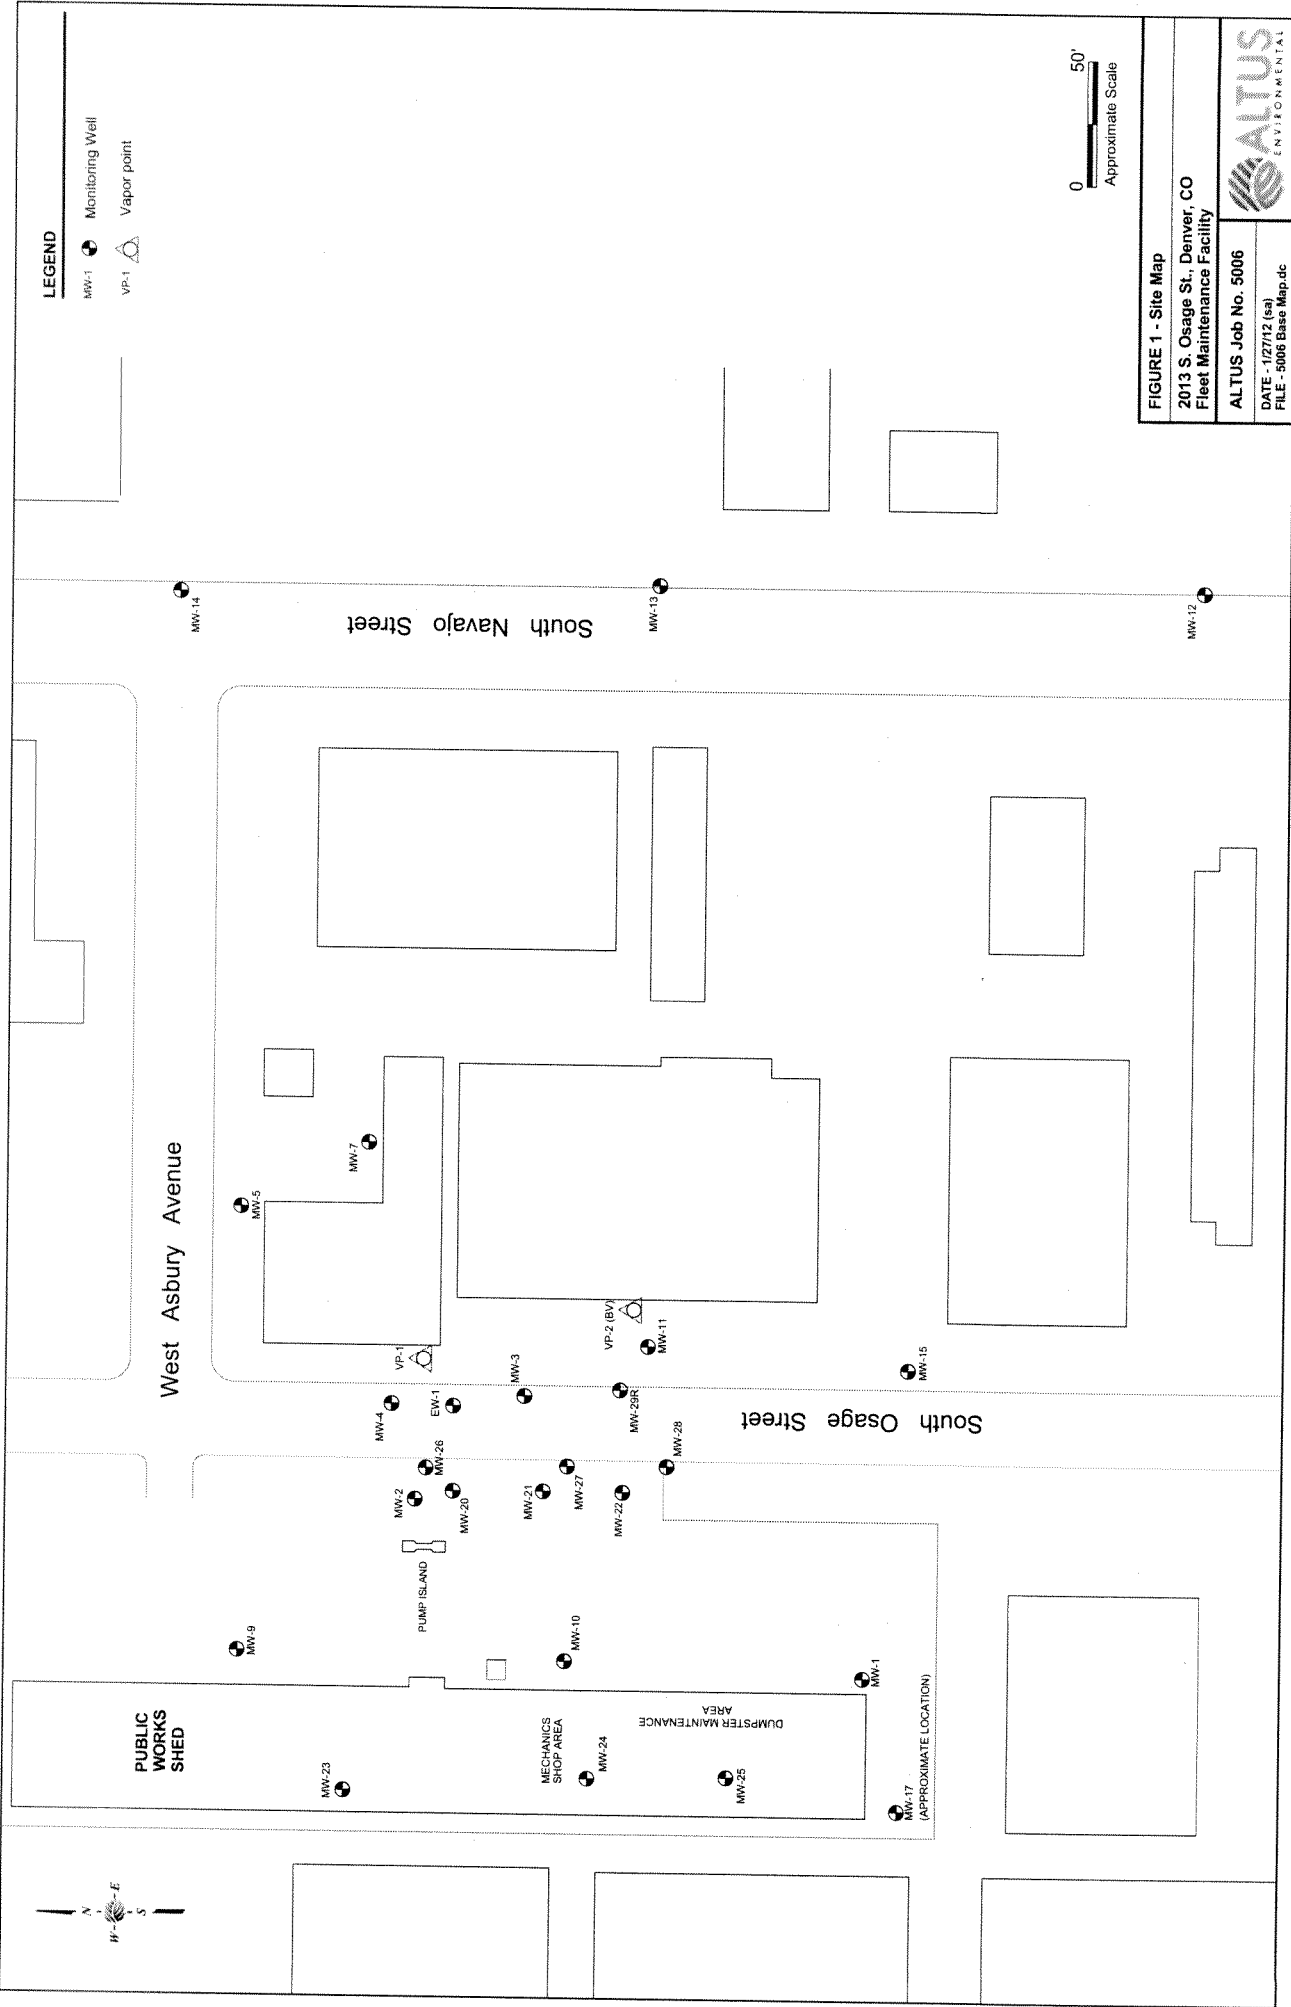 LEGEND
MW-1 Monitoring Well
VP-1 Vapor point
N
W E
S
PUBLIC
WORKS
SHED
West Asbury Avenue
South Navajo Street
South Osage Street
MW-14
MW-13
MW-12
MW-5
MW-7
VP-1
MW-4
EW-1
MW-3
VP-2 (BV)
MW-11
MW-29R
MW-15
MW-26
MW-2
MW-20
MW-21
MW-27
MW-22
MW-28
PUMP ISLAND
MW-9
MW-10
MW-1
MW-23
MECHANICS
SHOP AREA
MW-24
DUMPSTER MAINTENANCE
AREA
MW-25
MW-17
(APPROXIMATE LOCATION)
0 50'
Approximate Scale
FIGURE 1 - Site Map
2013 S. Osage St., Denver, CO
Fleet Maintenance Facility
ALTUS Job No. 5006
DATE - 1/27/12 (sa)
FILE - 5006 Base Map.dc
ALTUS
ENVIRONMENTAL